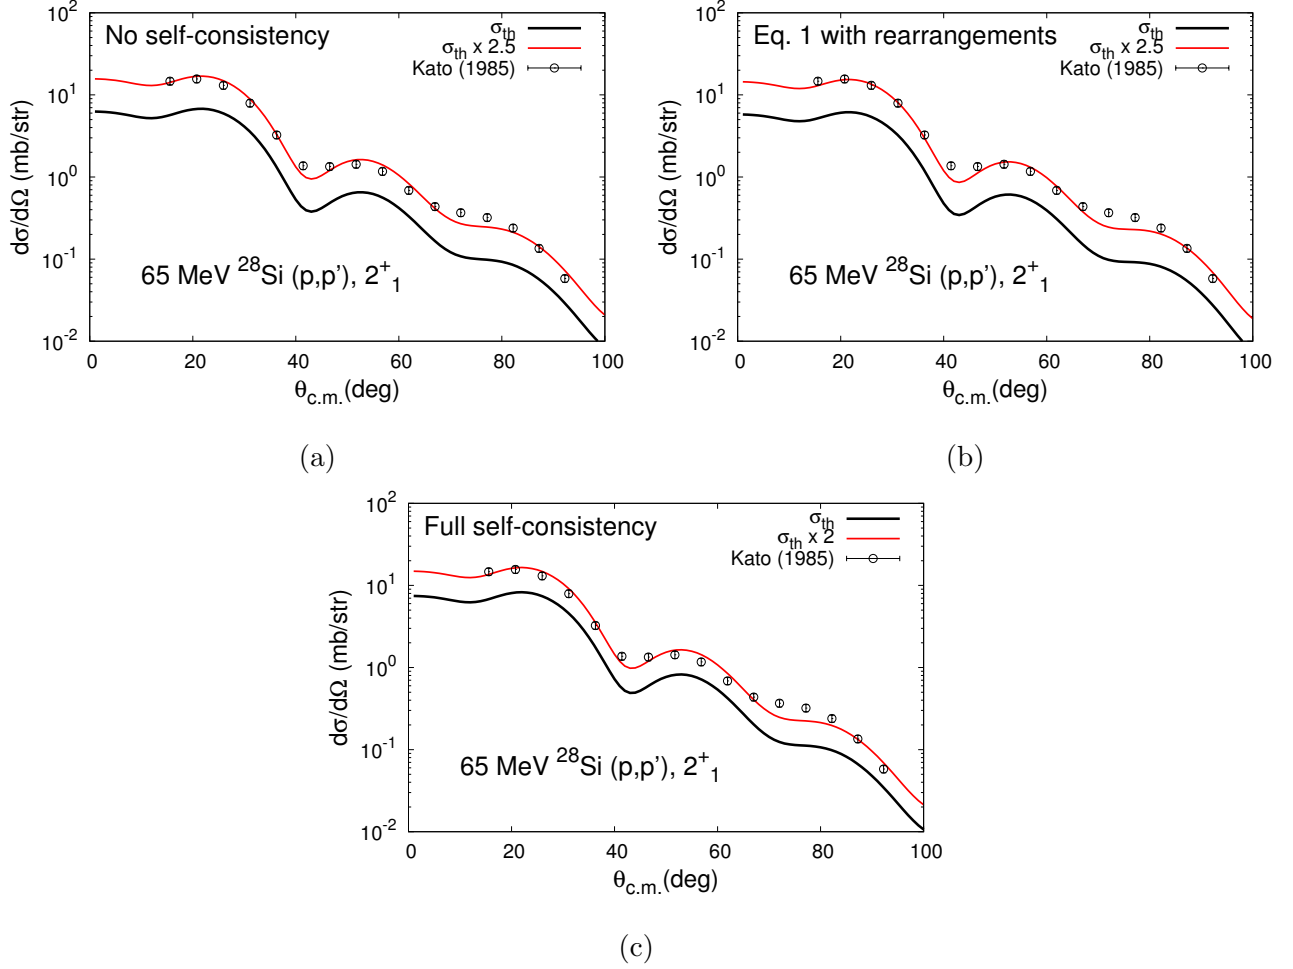 No self-consistency
σth
σth x 2.5
Kato (1985)
10^2
10^1
10^0
10^-1
10^-2
dσ/dΩ (mb/str)
65 MeV ^28Si (p,p'), 2^+_1
0 20 40 60 80 100
θc.m.(deg)
(a)
Eq. 1 with rearrangements
σth
σth x 2.5
Kato (1985)
10^2
10^1
10^0
10^-1
10^-2
dσ/dΩ (mb/str)
65 MeV ^28Si (p,p'), 2^+_1
0 20 40 60 80 100
θc.m.(deg)
(b)
Full self-consistency
σth
σth x 2
Kato (1985)
10^2
10^1
10^0
10^-1
10^-2
dσ/dΩ (mb/str)
65 MeV ^28Si (p,p'), 2^+_1
0 20 40 60 80 100
θc.m.(deg)
(c)